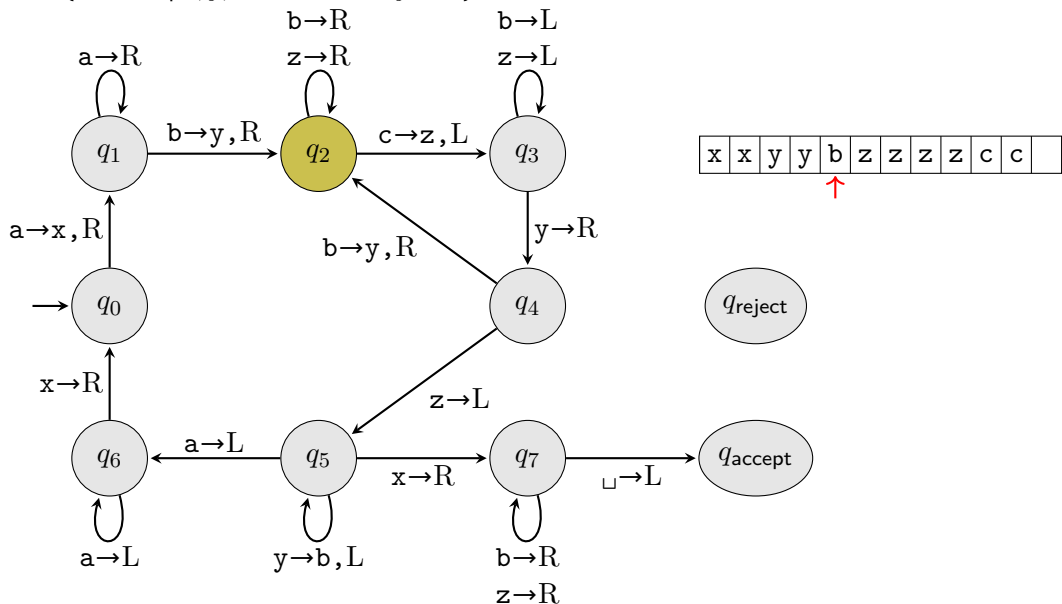 b→R
z→R
b→L
z→L
a→R
b→y,R
c→z,L
q1
q2
q3
x x y y b z z z z c c
a→x,R
b→y,R
y→R
q0
q4
qreject
x→R
z→L
a→L
x→R
␣→L
q6
q5
q7
qaccept
a→L
y→b,L
b→R
z→R